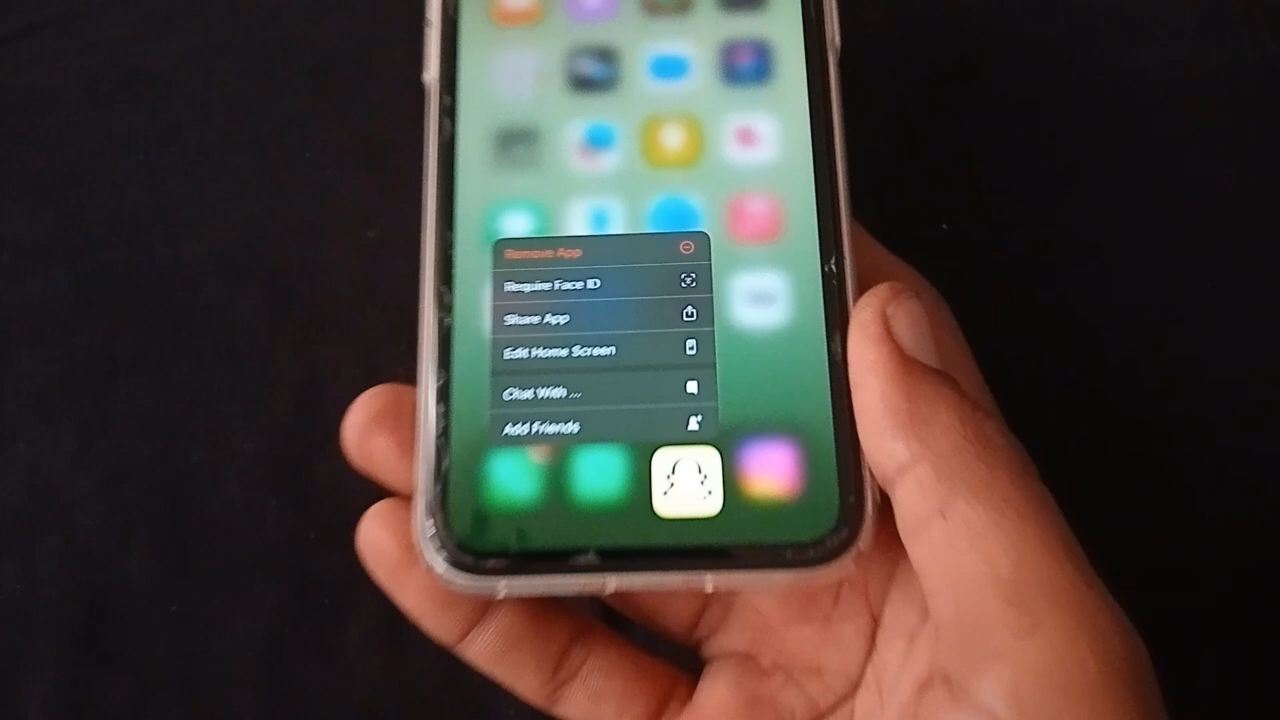 Remove App
Require Face ID
Share App
Edit Home Screen
Chat With ...
Add Friends